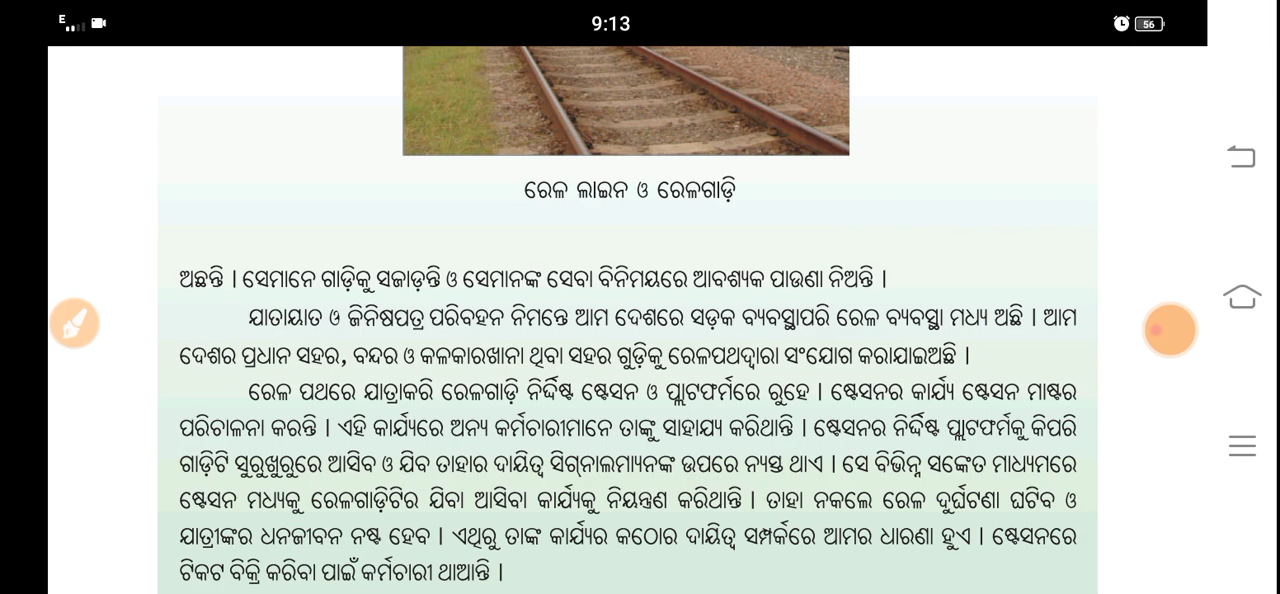 E
9:13
56
ରେଳ ଲାଇନ ଓ ରେଳଗାଡ଼ି
ଅଛନ୍ତି । ସେମାନେ ଗାଡ଼ିକୁ ସଜାଡ଼ନ୍ତି ଓ ସେମାନଙ୍କ ସେବା ବିନିମୟରେ ଆବଶ୍ୟକ ପାଉଣା ନିଅନ୍ତି ।
ଯାତାୟାତ ଓ ଜିନିଷପତ୍ର ପରିବହନ ନିମନ୍ତେ ଆମ ଦେଶରେ ସଡ଼କ ବ୍ୟବସ୍ଥାପରି ରେଳ ବ୍ୟବସ୍ଥା ମଧ୍ୟ ଅଛି । ଆମ
ଦେଶର ପ୍ରଧାନ ସହର, ବନ୍ଦର ଓ କଳକାରଖାନା ଥିବା ସହର ଗୁଡ଼ିକୁ ରେଳପଥଦ୍ୱାରା ସଂଯୋଗ କରାଯାଇଅଛି ।
ରେଳ ପଥରେ ଯାତ୍ରାକରି ରେଳଗାଡ଼ି ନିର୍ଦ୍ଦିଷ୍ଟ ଷ୍ଟେସନ ଓ ପ୍ଲାଟଫର୍ମରେ ରୁହେ । ଷ୍ଟେସନର କାର୍ଯ୍ୟ ଷ୍ଟେସନ ମାଷ୍ଟର
ପରିଚାଳନା କରନ୍ତି । ଏହି କାର୍ଯ୍ୟରେ ଅନ୍ୟ କର୍ମଚାରୀମାନେ ତାଙ୍କୁ ସାହାଯ୍ୟ କରିଥାନ୍ତି । ଷ୍ଟେସନର ନିର୍ଦ୍ଦିଷ୍ଟ ପ୍ଲାଟଫର୍ମକୁ କିପରି
ଗାଡ଼ିଟି ସୁରୁଖୁରୁରେ ଆସିବ ଓ ଯିବ ତାହାର ଦାୟିତ୍ୱ ସିଗ୍ନାଲମ୍ୟାନଙ୍କ ଉପରେ ନ୍ୟସ୍ତ ଥାଏ । ସେ ବିଭିନ୍ନ ସଙ୍କେତ ମାଧ୍ୟମରେ
ଷ୍ଟେସନ ମଧ୍ୟକୁ ରେଳଗାଡ଼ିଟିର ଯିବା ଆସିବା କାର୍ଯ୍ୟକୁ ନିୟନ୍ତ୍ରଣ କରିଥାନ୍ତି । ତାହା ନକଲେ ରେଳ ଦୁର୍ଘଟଣା ଘଟିବ ଓ
ଯାତ୍ରୀଙ୍କର ଧନଜୀବନ ନଷ୍ଟ ହେବ । ଏଥିରୁ ତାଙ୍କ କାର୍ଯ୍ୟର କଠୋର ଦାୟିତ୍ୱ ସମ୍ପର୍କରେ ଆମର ଧାରଣା ହୁଏ । ଷ୍ଟେସନରେ
ଟିକଟ ବିକ୍ରି କରିବା ପାଇଁ କର୍ମଚାରୀ ଥାଆନ୍ତି ।